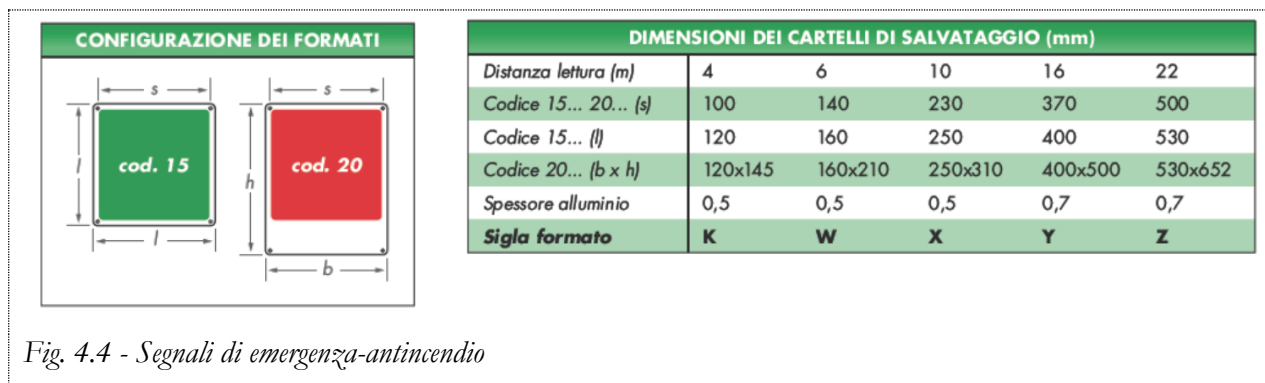 CONFIGURAZIONE DEI FORMATI
s
s
l
cod. 15
h
cod. 20
l
b
DIMENSIONI DEI CARTELLI DI SALVATAGGIO (mm)
Distanza lettura (m) 4 6 10 16 22
Codice 15... 20... (s) 100 140 230 370 500
Codice 15... (l) 120 160 250 400 530
Codice 20... (b x h) 120x145 160x210 250x310 400x500 530x652
Spessore alluminio 0,5 0,5 0,5 0,7 0,7
Sigla formato K W X Y Z
Fig. 4.4 - Segnali di emergenza-antincendio